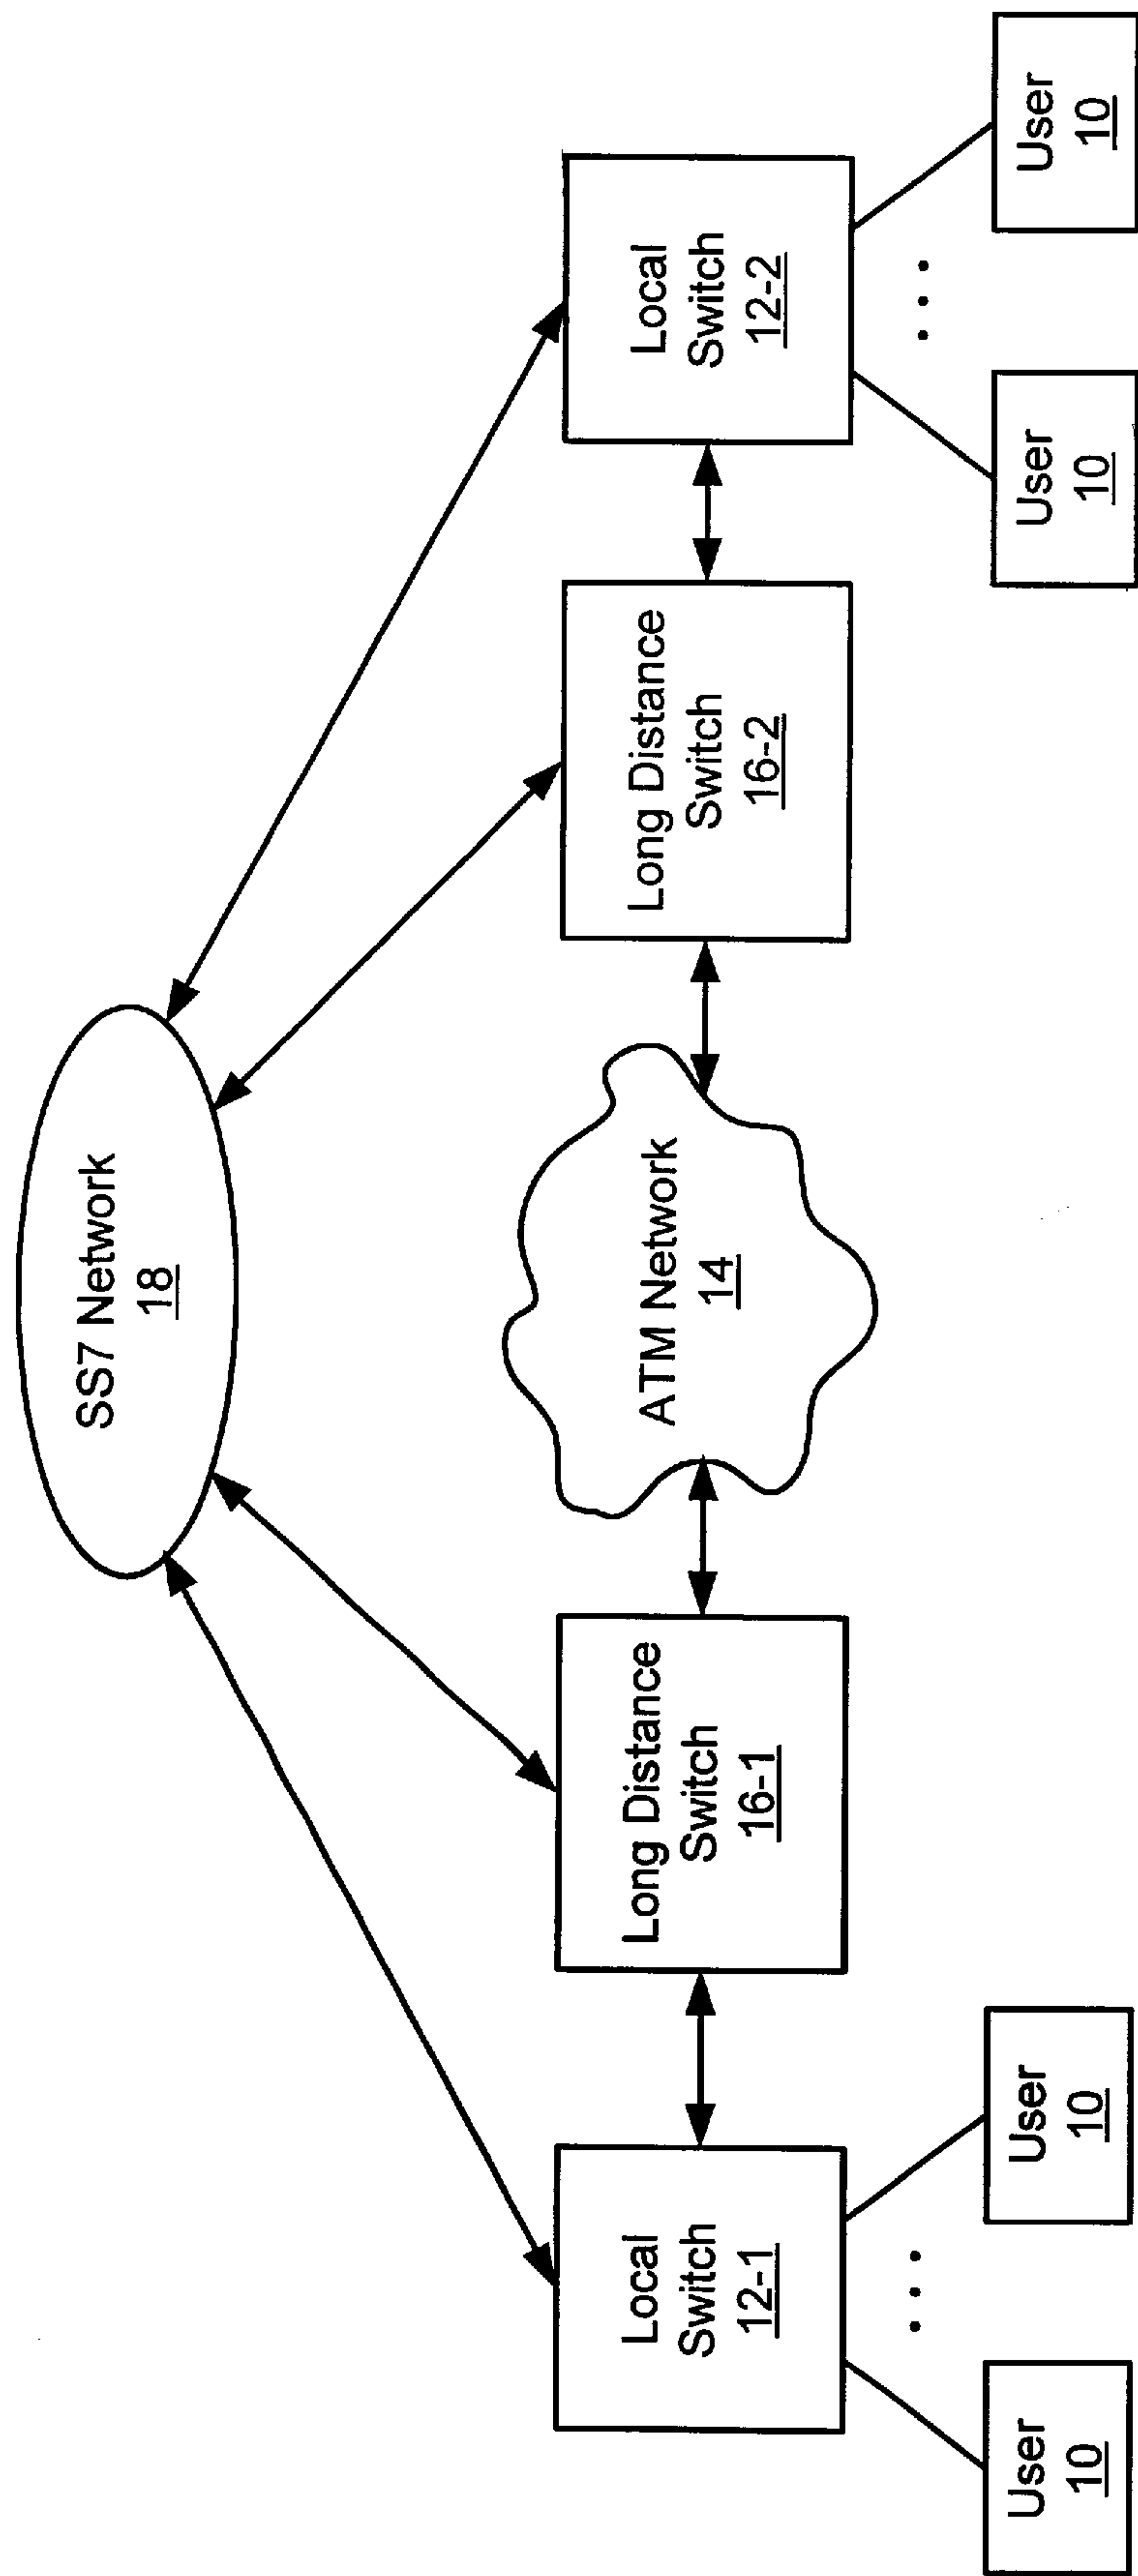 SS7 Network
18
Local
Switch
12-1
Long Distance
Switch
16-1
ATM Network
14
Long Distance
Switch
16-2
Local
Switch
12-2
User
10
User
10
User
10
User
10